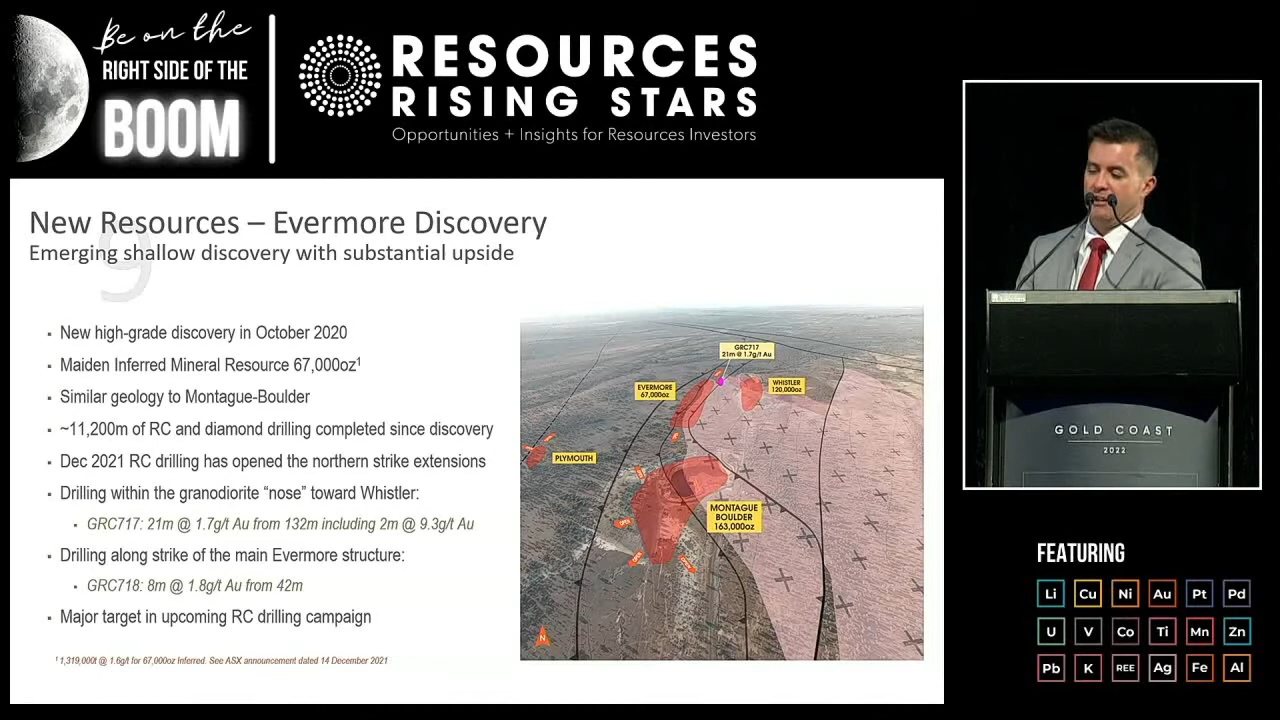 Be on the
RIGHT SIDE OF THE
BOOM
RESOURCES
RISING STARS
Opportunities + Insights for Resources Investors
New Resources – Evermore Discovery
Emerging shallow discovery with substantial upside
9
▪ New high-grade discovery in October 2020
▪ Maiden Inferred Mineral Resource 67,000oz¹
▪ Similar geology to Montague-Boulder
▪ ~11,200m of RC and diamond drilling completed since discovery
▪ Dec 2021 RC drilling has opened the northern strike extensions
▪ Drilling within the granodiorite “nose” toward Whistler:
▪ GRC717: 21m @ 1.7g/t Au from 132m including 2m @ 9.3g/t Au
▪ Drilling along strike of the main Evermore structure:
▪ GRC718: 8m @ 1.8g/t Au from 42m
▪ Major target in upcoming RC drilling campaign
¹ 1,319,000t @ 1.6g/t for 67,000oz Inferred. See ASX announcement dated 14 December 2021
GRC717
21m @ 1.7g/t Au
EVERMORE
67,000oz
WHISTLER
120,000oz
PLYMOUTH
MONTAGUE
BOULDER
163,000oz
OPEN
OPEN
OPEN
N
GOLD COAST
2022
FEATURING
Li Cu Ni Au Pt Pd
U V Co Ti Mn Zn
Pb K REE Ag Fe Al